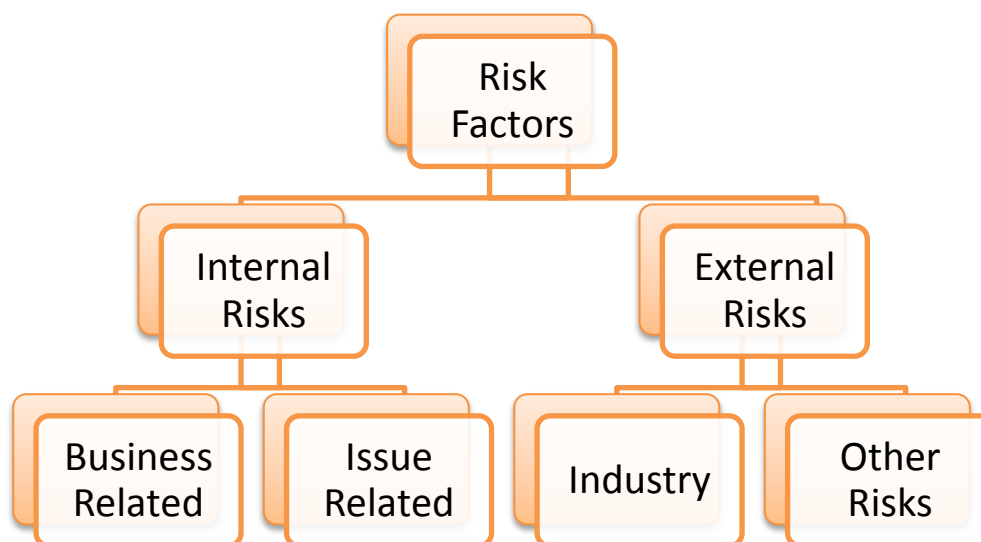 Risk
Factors
Internal
Risks
External
Risks
Business
Related
Issue
Related
Industry
Other
Risks